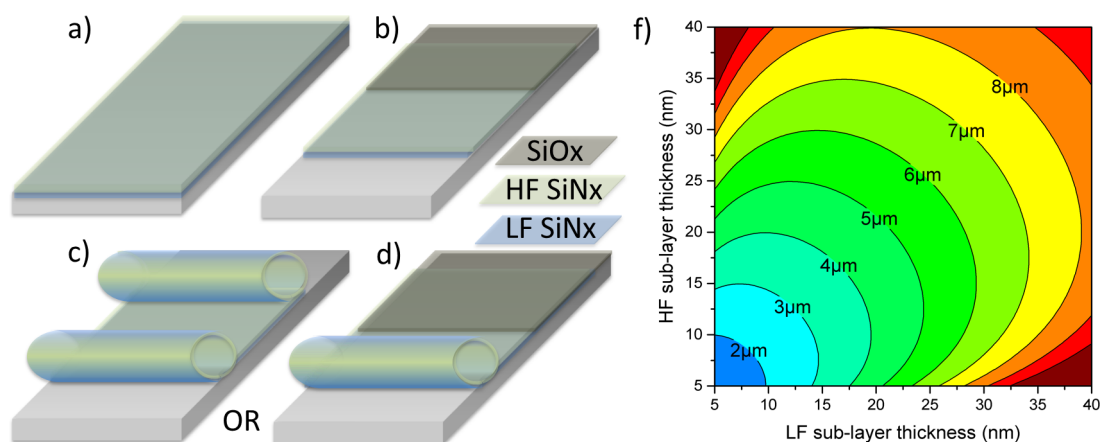 a)
b)
SiOx
HF SiNx
LF SiNx
c)
d)
OR
f)
HF sub-layer thickness (nm)
40
35
30
25
20
15
10
5
8µm
7µm
6µm
5µm
4µm
3µm
2µm
5 10 15 20 25 30 35 40
LF sub-layer thickness (nm)